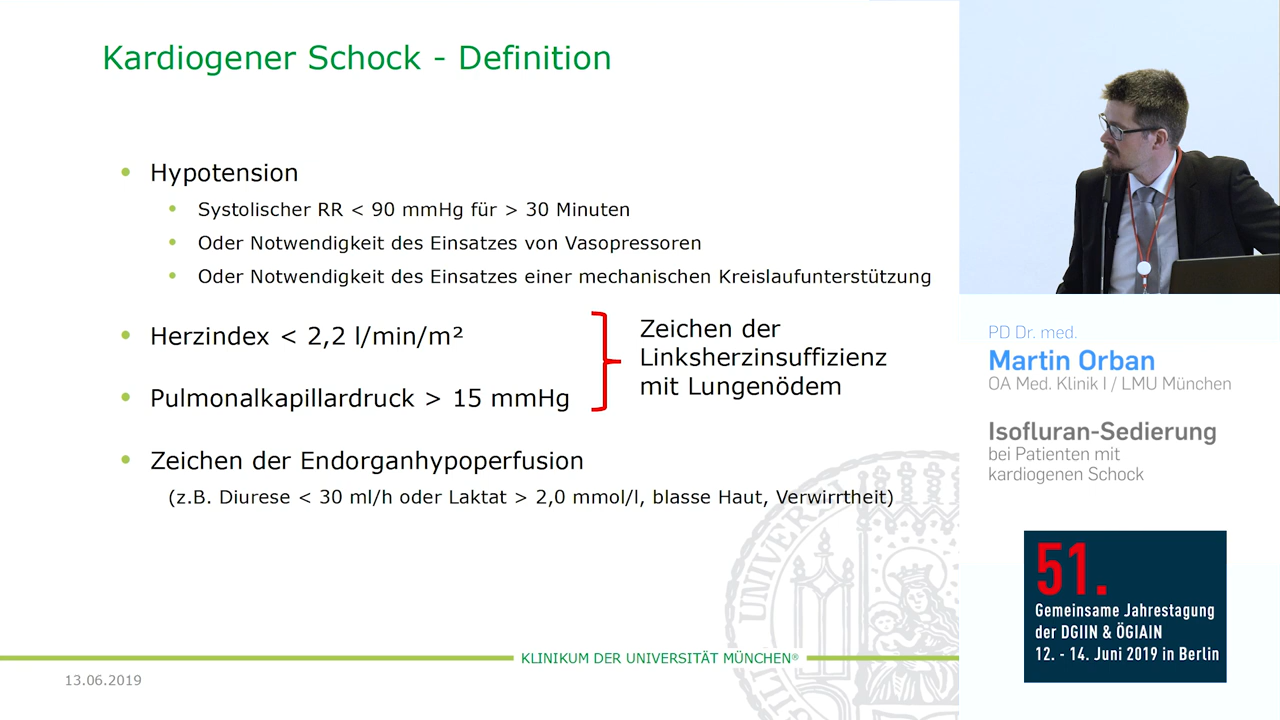 Kardiogener Schock - Definition
• Hypotension
• Systolischer RR < 90 mmHg für > 30 Minuten
• Oder Notwendigkeit des Einsatzes von Vasopressoren
• Oder Notwendigkeit des Einsatzes einer mechanischen Kreislaufunterstützung
• Herzindex < 2,2 l/min/m²
• Pulmonalkapillardruck > 15 mmHg
Zeichen der
Linksherzinsuffizienz
mit Lungenödem
• Zeichen der Endorganhypoperfusion
(z.B. Diurese < 30 ml/h oder Laktat > 2,0 mmol/l, blasse Haut, Verwirrtheit)
KLINIKUM DER UNIVERSITÄT MÜNCHEN®
13.06.2019
PD Dr. med.
Martin Orban
OA Med. Klinik I / LMU München
Isofluran-Sedierung
bei Patienten mit
kardiogenen Schock
51.
Gemeinsame Jahrestagung
der DGIIN & ÖGIAIN
12. - 14. Juni 2019 in Berlin